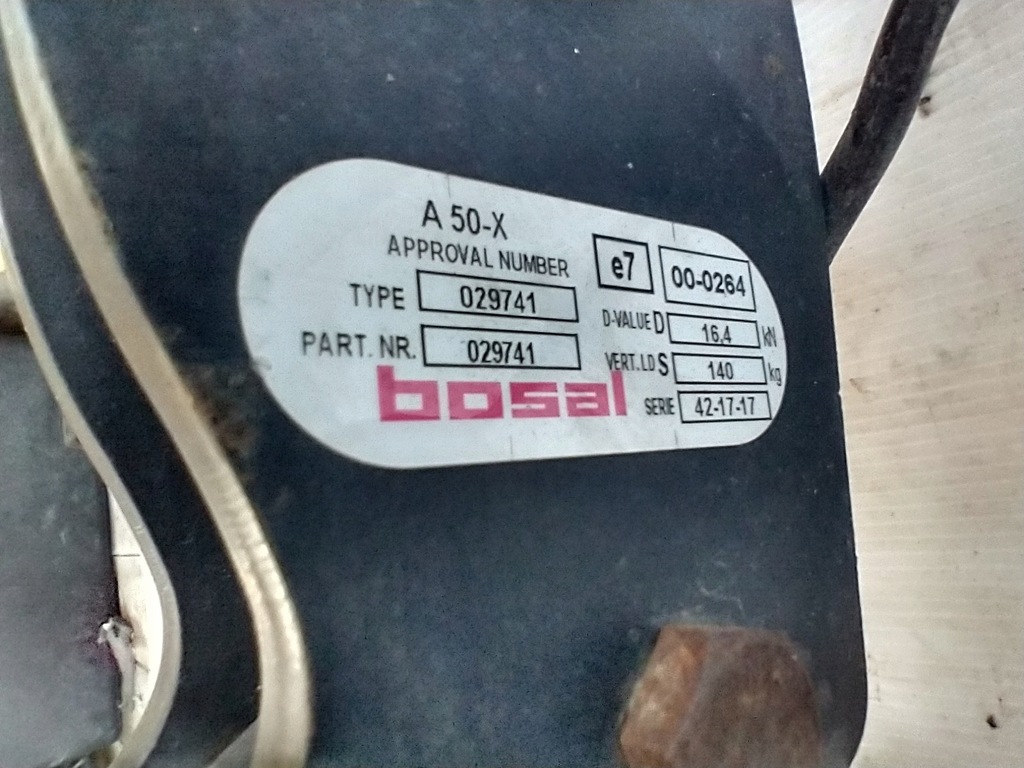 A 50-X
APPROVAL NUMBER e7 00-0264
TYPE 029741 D-VALUE D 16,4 kN
PART. NR. 029741 VERT. LD S 140 kg
bosal SERIE 42-17-17